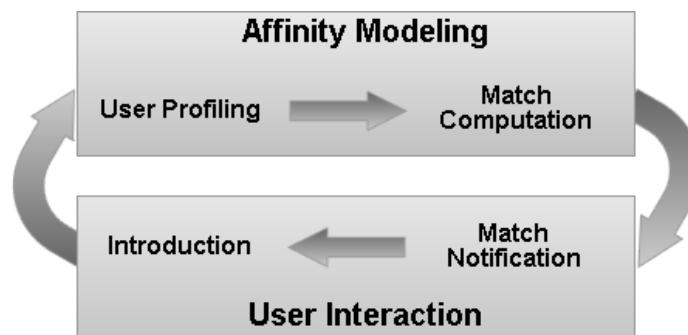 Affinity Modeling
User Profiling
Match
Computation
Introduction
Match
Notification
User Interaction